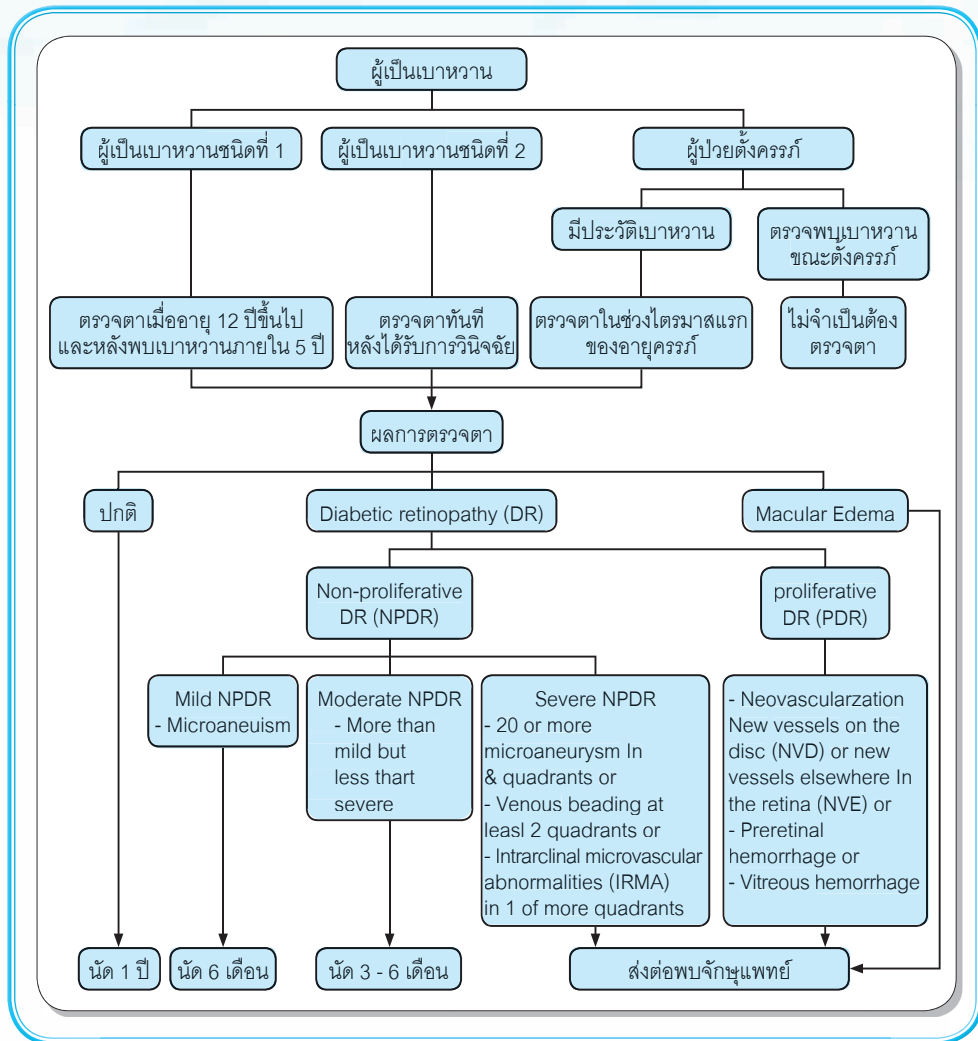 ผู้เป็นเบาหวาน
ผู้เป็นเบาหวานชนิดที่ 1
ผู้เป็นเบาหวานชนิดที่ 2
ผู้ป่วยตั้งครรภ์
มีประวัติเบาหวาน
ตรวจพบเบาหวาน
ขณะตั้งครรภ์
ตรวจตาเมื่ออายุ 12 ปีขึ้นไป
และหลังพบเบาหวานภายใน 5 ปี
ตรวจตาทันที
หลังได้รับการวินิจฉัย
ตรวจตาในช่วงไตรมาสแรก
ของอายุครรภ์
ไม่จำเป็นต้อง
ตรวจตา
ผลการตรวจตา
ปกติ
Diabetic retinopathy (DR)
Macular Edema
Non-proliferative
DR (NPDR)
proliferative
DR (PDR)
Mild NPDR
- Microaneuism
Moderate NPDR
- More than
mild but
less thart
severe
Severe NPDR
- 20 or more
microaneurysm In
& quadrants or
- Venous beading at
leasl 2 quadrants or
- Intrarclinal microvascular
abnormalities (IRMA)
in 1 of more quadrants
- Neovascularzation
New vessels on the
disc (NVD) or new
vessels elsewhere In
the retina (NVE) or
- Preretinal
hemorrhage or
- Vitreous hemorrhage
นัด 1 ปี
นัด 6 เดือน
นัด 3 - 6 เดือน
ส่งต่อพบจักษุแพทย์